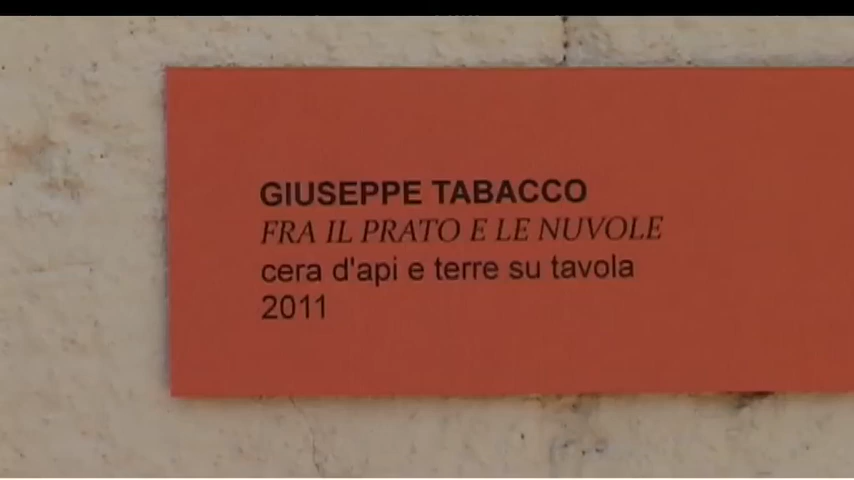 GIUSEPPE TABACCO
FRA IL PRATO E LE NUVOLE
cera d'api e terre su tavola
2011